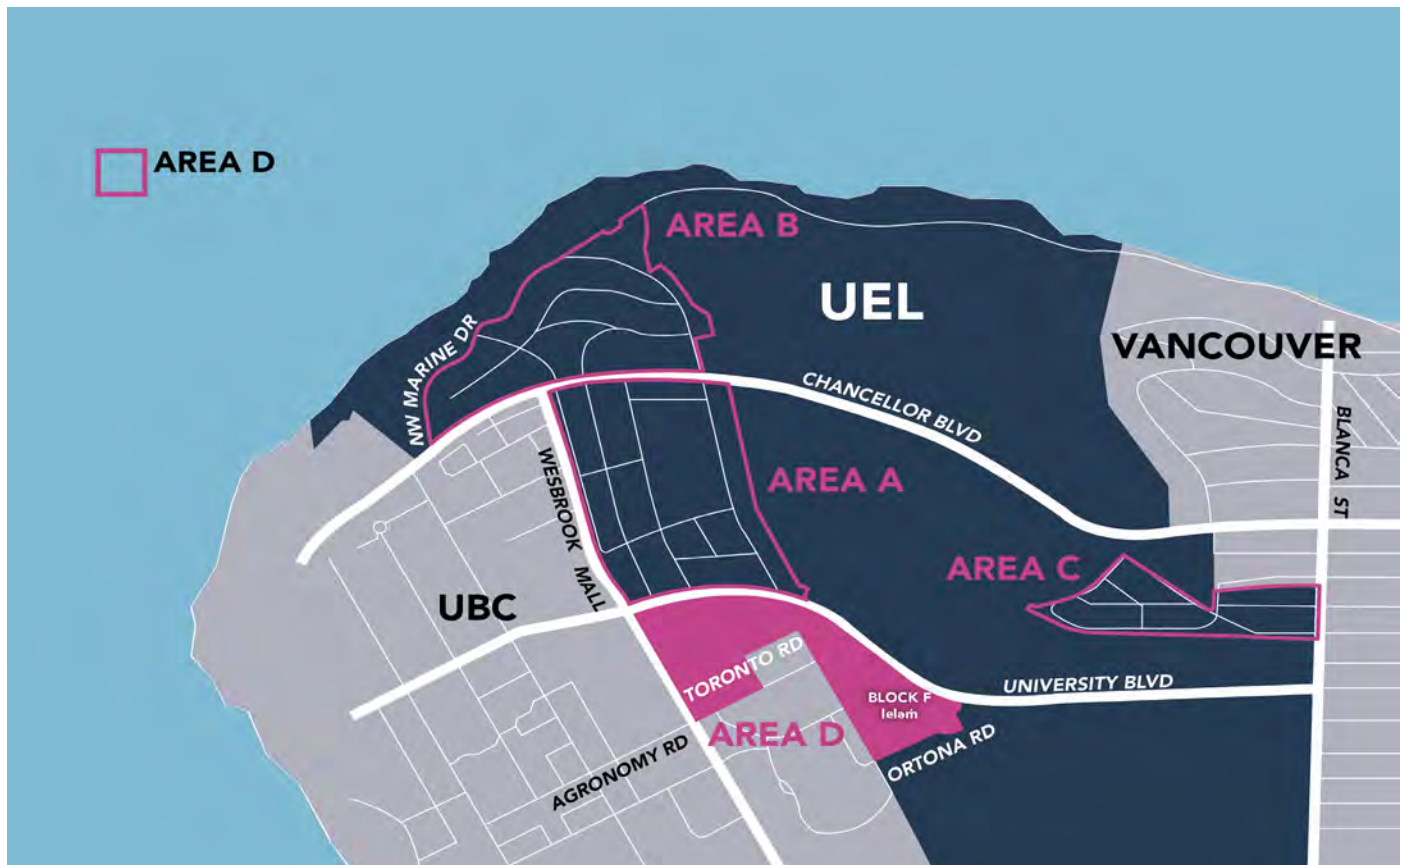 AREA D
AREA B
UEL
VANCOUVER
NW MARINE DR
CHANCELLOR BLVD
BLANCA ST
WESBROOK MALL
AREA A
AREA C
UBC
TORONTO RD
UNIVERSITY BLVD
BLOCK F
leləm̓
AREA D
ORTONA RD
AGRONOMY RD